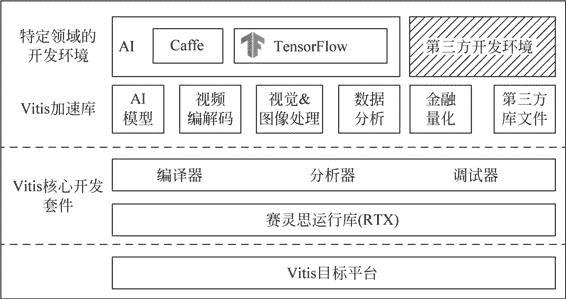 特定领域的
开发环境
AI
Caffe
TensorFlow
第三方开发环境
Vitis加速库
AI
模型
视频
编解码
视觉&
图像处理
数据
分析
金融
量化
第三方
库文件
Vitis核心开发
套件
编译器 分析器 调试器
赛灵思运行库(RTX)
Vitis目标平台